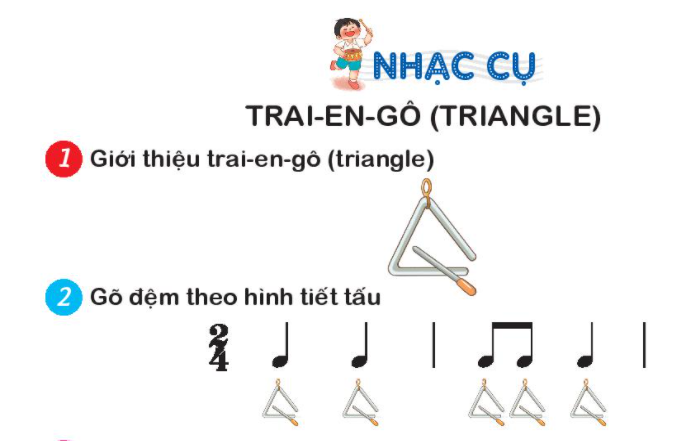 NHẠC CỤ
TRAI-EN-GÔ (TRIANGLE)
1 Giới thiệu trai-en-gô (triangle)
2 Gõ đệm theo hình tiết tấu
2
4